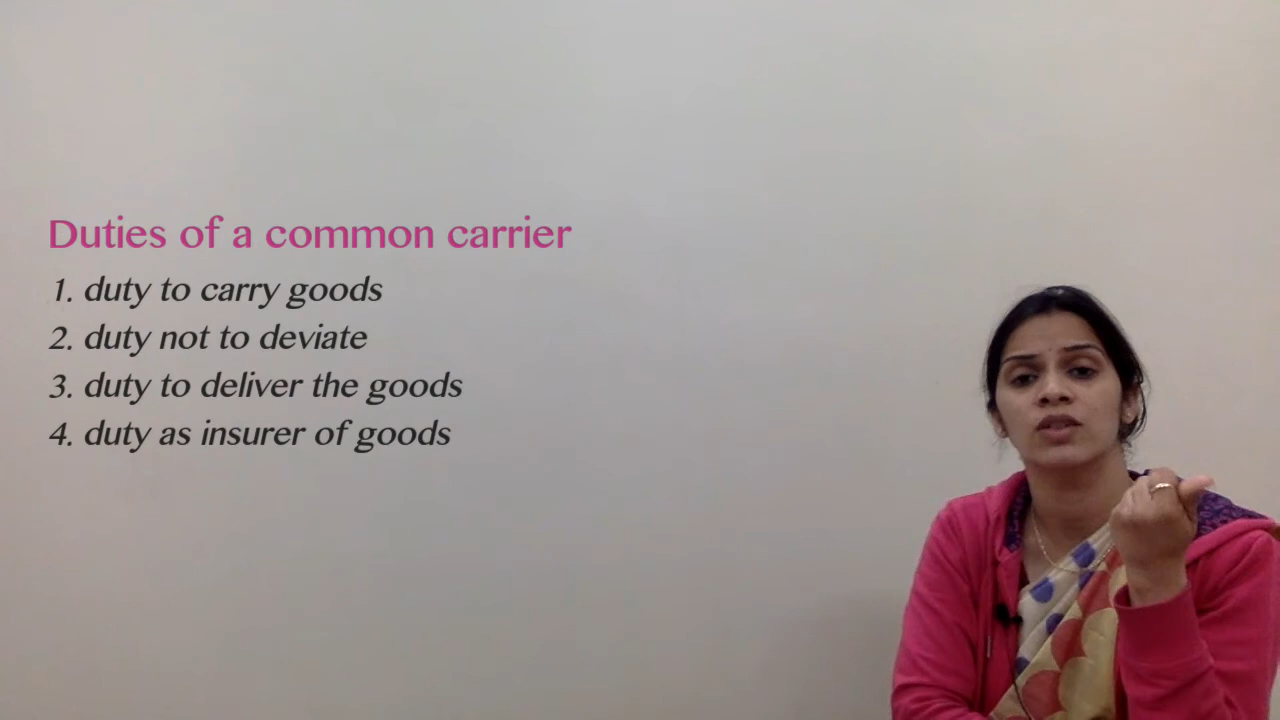 Duties of a common carrier
1. duty to carry goods
2. duty not to deviate
3. duty to deliver the goods
4. duty as insurer of goods